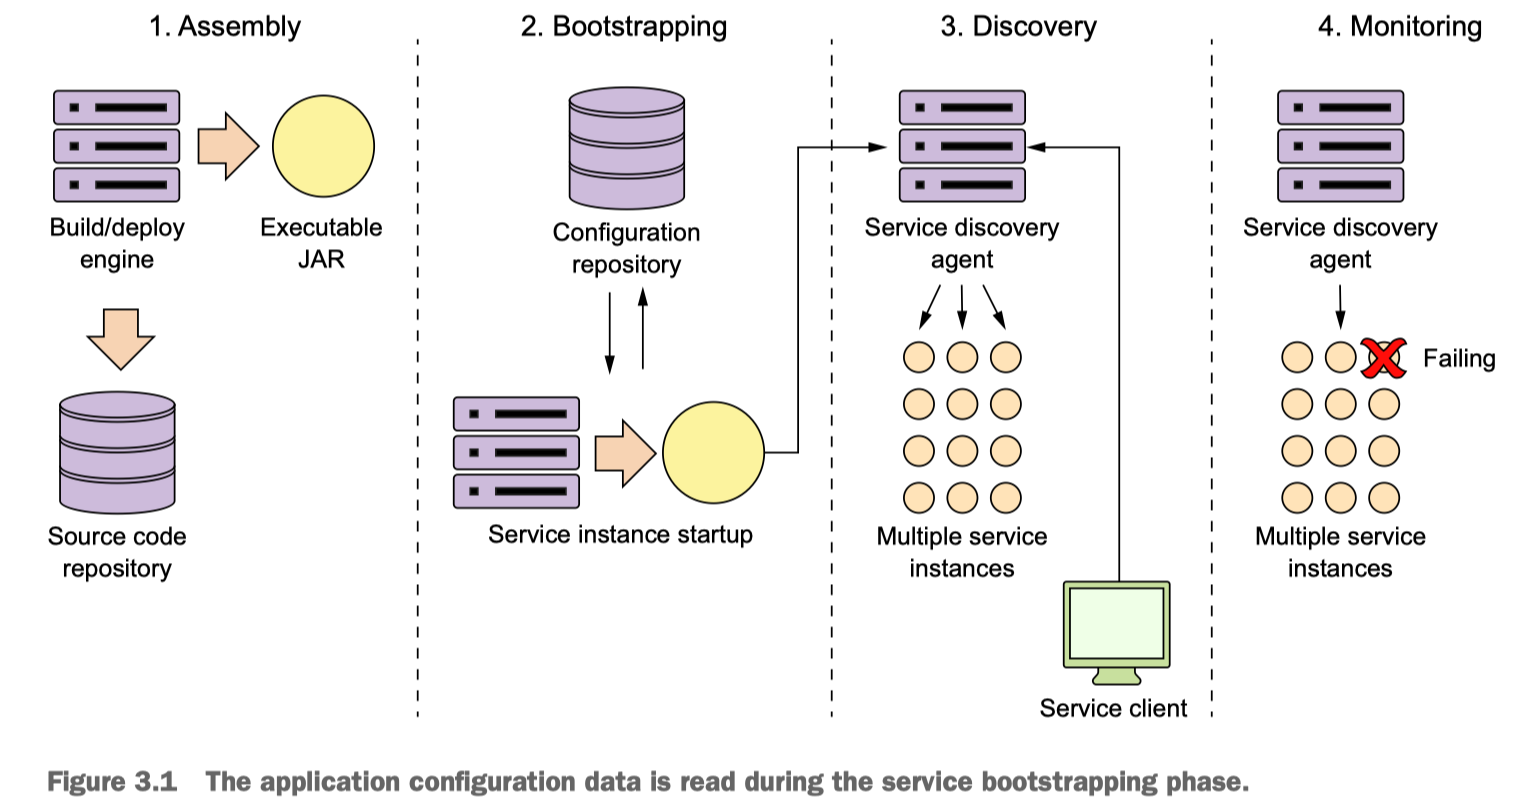 1. Assembly
Build/deploy
engine
Executable
JAR
Source code
repository
2. Bootstrapping
Configuration
repository
Service instance startup
3. Discovery
Service discovery
agent
Multiple service
instances
Service client
4. Monitoring
Service discovery
agent
Failing
Multiple service
instances
Figure 3.1 The application configuration data is read during the service bootstrapping phase.